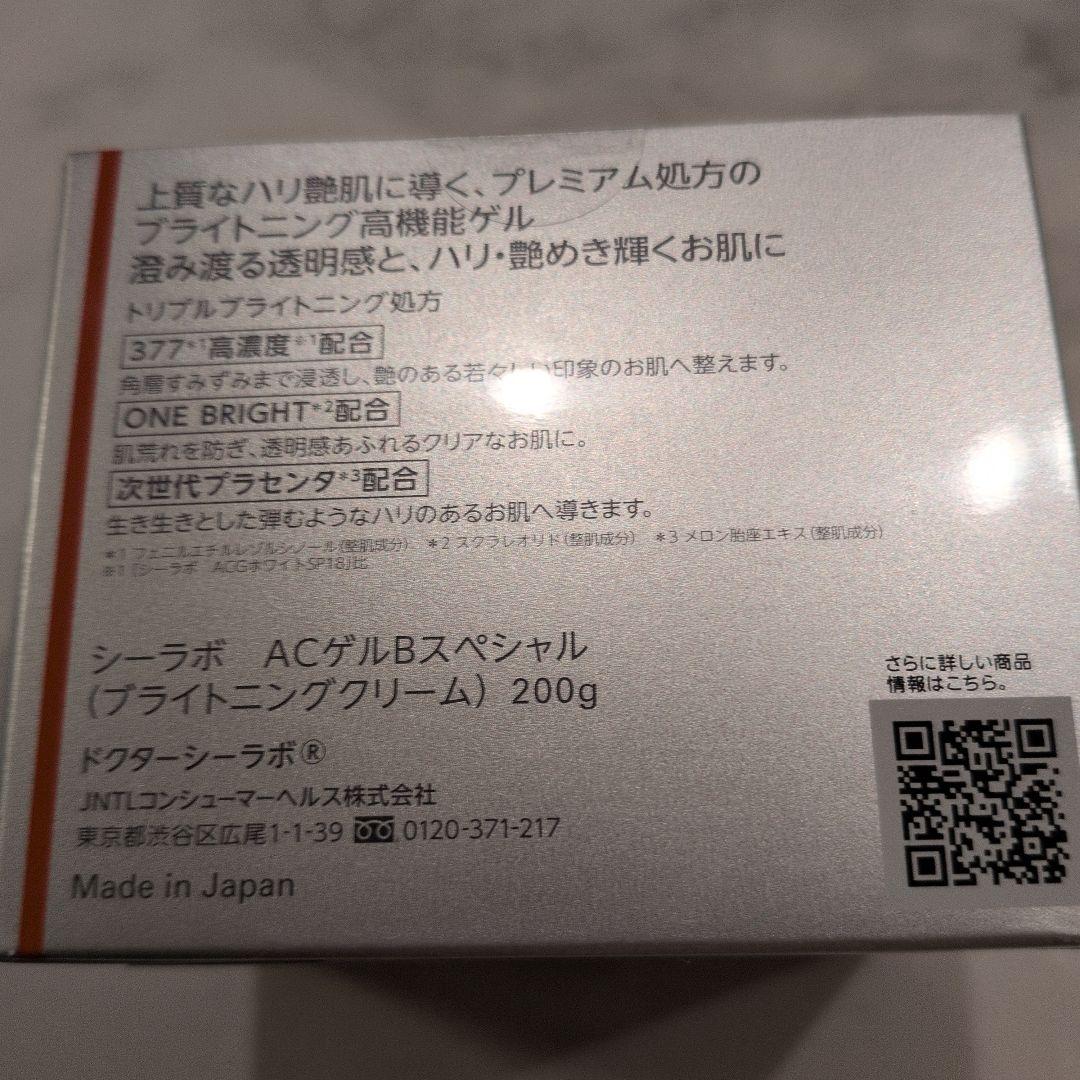 上質なハリ艶肌に導く、プレミアム処方の
ブライトニング高機能ゲル
澄み渡る透明感と、ハリ・艶めき輝くお肌に
トリプルブライトニング処方
377*1高濃度※1配合
角層すみずみまで浸透し、艶のある若々しい印象のお肌へ整えます。
ONE BRIGHT*2配合
肌荒れを防ぎ、透明感あふれるクリアなお肌に。
次世代プラセンタ*3配合
生き生きとした弾むようなハリのあるお肌へ導きます。
*1 フェニルエチルレゾルシノール(整肌成分) *2 スクラレオリド(整肌成分) *3 メロン胎座エキス(整肌成分)
※1「シーラボ ACGホワイトSP18」比
シーラボ ACゲルBスペシャル
(ブライトニングクリーム) 200g
さらに詳しい商品
情報はこちら。
ドクターシーラボ®
JNTLコンシューマーヘルス株式会社
東京都渋谷区広尾1-1-39 0120-371-217
Made in Japan